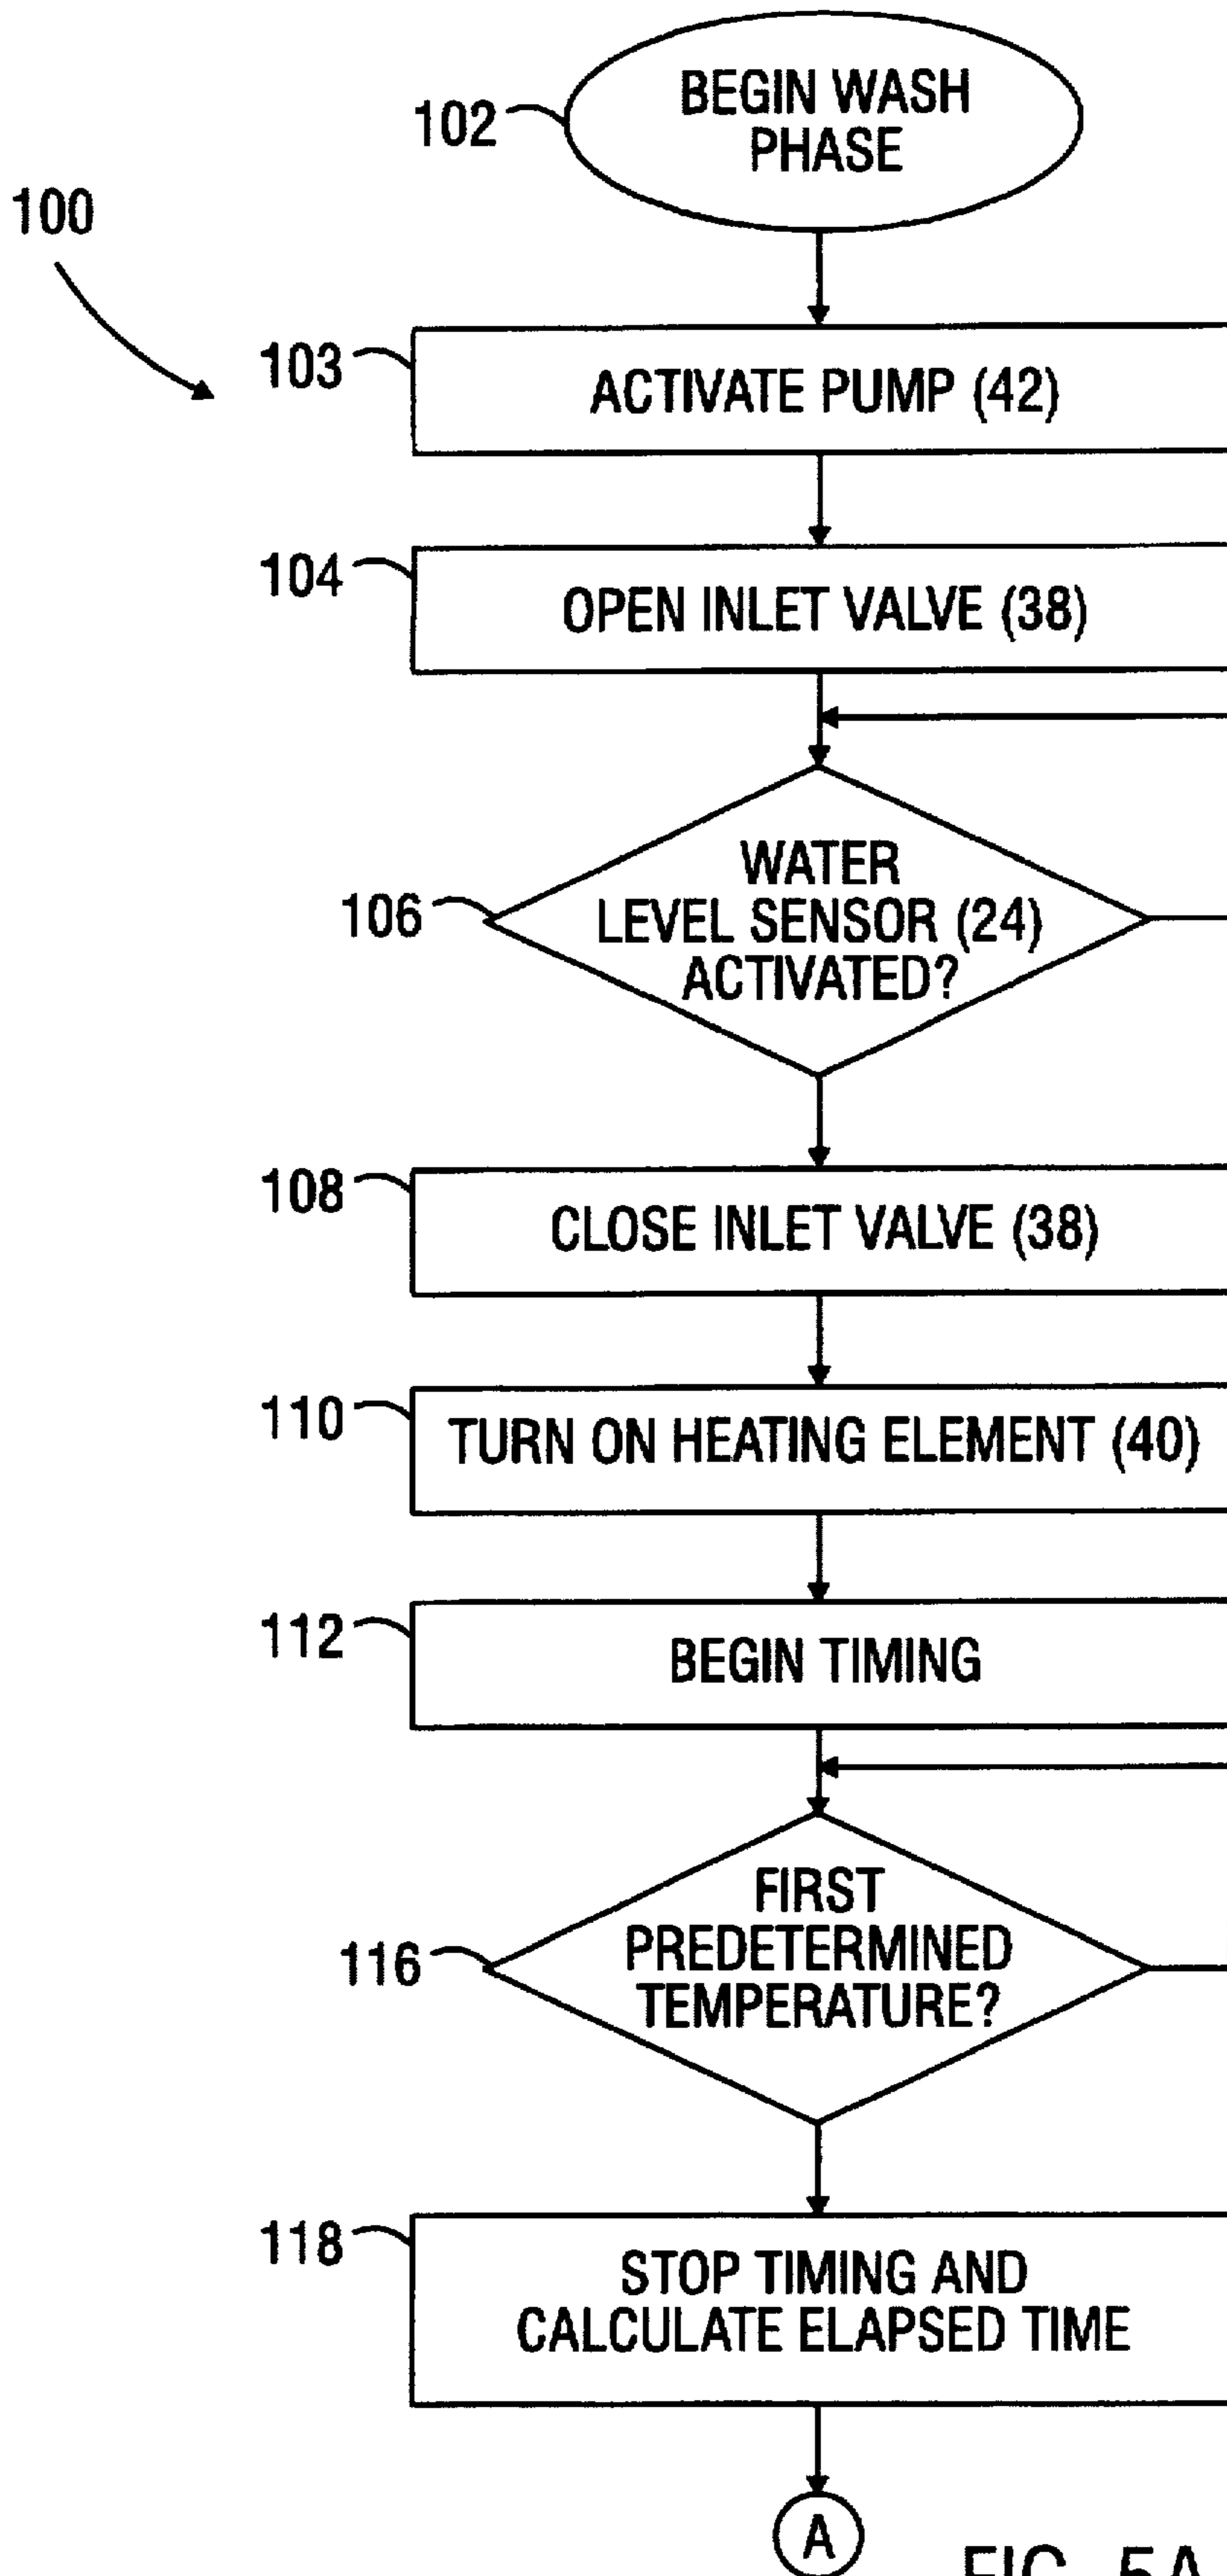 102
BEGIN WASH
PHASE
100
103
ACTIVATE PUMP (42)
104
OPEN INLET VALVE (38)
106
WATER
LEVEL SENSOR (24)
ACTIVATED?
108
CLOSE INLET VALVE (38)
110
TURN ON HEATING ELEMENT (40)
112
BEGIN TIMING
116
FIRST
PREDETERMINED
TEMPERATURE?
118
STOP TIMING AND
CALCULATE ELAPSED TIME
A
FIG. 5A